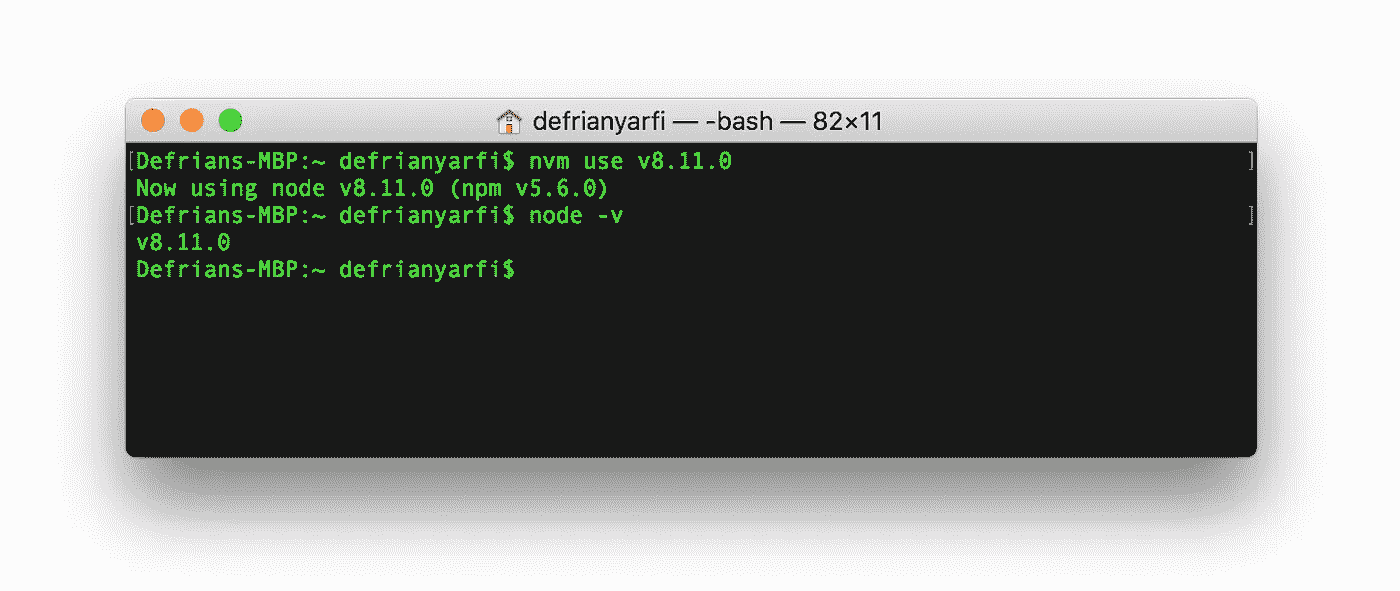 defrianyarfi — -bash — 82×11
[Defrians-MBP:~ defrianyarfi$ nvm use v8.11.0 ]
Now using node v8.11.0 (npm v5.6.0)
[Defrians-MBP:~ defrianyarfi$ node -v ]
v8.11.0
Defrians-MBP:~ defrianyarfi$